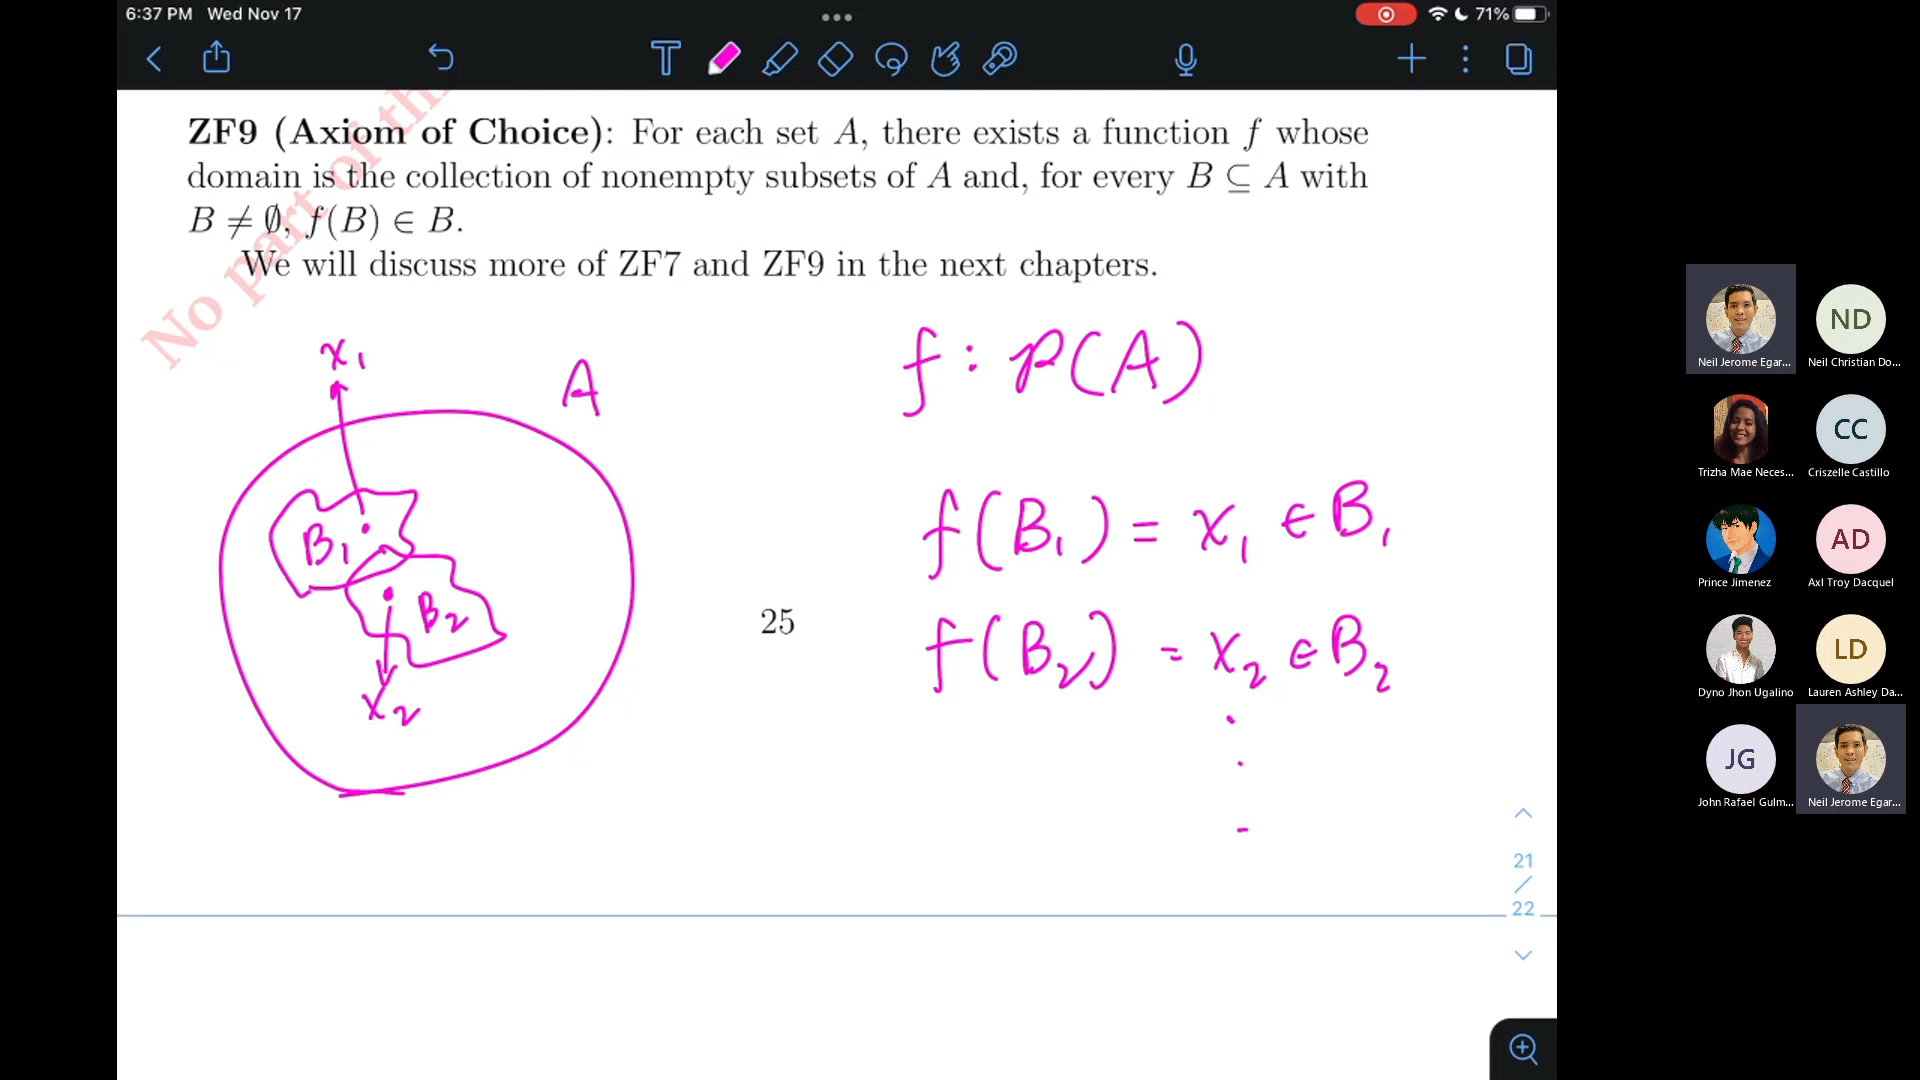 6:37 PM Wed Nov 17
71%
ZF9 (Axiom of Choice): For each set A, there exists a function f whose
domain is the collection of nonempty subsets of A and, for every B ⊆ A with
B ≠ ∅, f(B) ∈ B.
We will discuss more of ZF7 and ZF9 in the next chapters.
No part of th
x₁
A
B₁
B₂
x₂
f : P(A)
f(B₁) = x₁ ∈ B₁
f(B₂) = x₂ ∈ B₂
25
21
/
22
Neil Jerome Egar...
ND
Neil Christian Do...
Trizha Mae Neces...
CC
Criszelle Castillo
Prince Jimenez
AD
Axl Troy Dacquel
Dyno Jhon Ugalino
LD
Lauren Ashley Da...
JG
John Rafael Gulm...
Neil Jerome Egar...